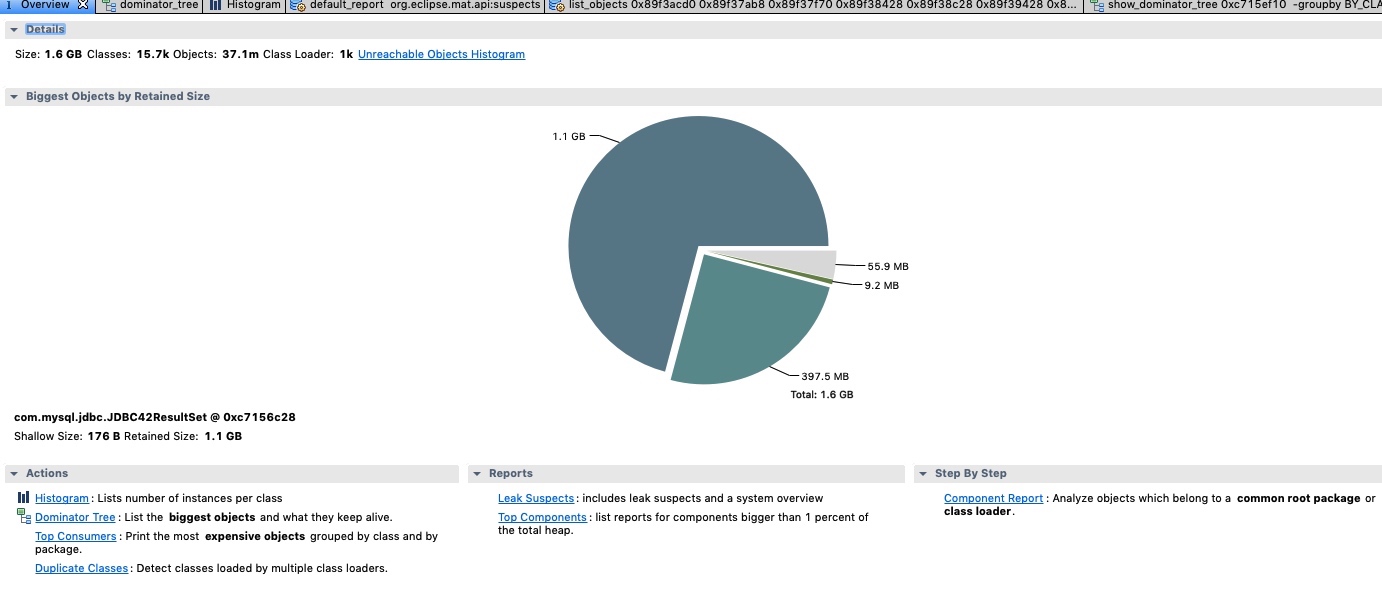 i Overview dominator_tree Histogram default_report org.eclipse.mat.api:suspects list_objects 0x89f3acd0 0x89f37ab8 0x89f37f70 0x89f38428 0x89f38c28 0x89f39428 0x8... show_dominator_tree 0xc715ef10 -groupby BY_CLA
Details
Size: 1.6 GB Classes: 15.7k Objects: 37.1m Class Loader: 1k Unreachable Objects Histogram
Biggest Objects by Retained Size
1.1 GB
55.9 MB
9.2 MB
397.5 MB
Total: 1.6 GB
com.mysql.jdbc.JDBC42ResultSet @ 0xc7156c28
Shallow Size: 176 B Retained Size: 1.1 GB
Actions
Histogram: Lists number of instances per class
Dominator Tree: List the biggest objects and what they keep alive.
Top Consumers: Print the most expensive objects grouped by class and by
package.
Duplicate Classes: Detect classes loaded by multiple class loaders.
Reports
Leak Suspects: includes leak suspects and a system overview
Top Components: list reports for components bigger than 1 percent of
the total heap.
Step By Step
Component Report: Analyze objects which belong to a common root package or
class loader.